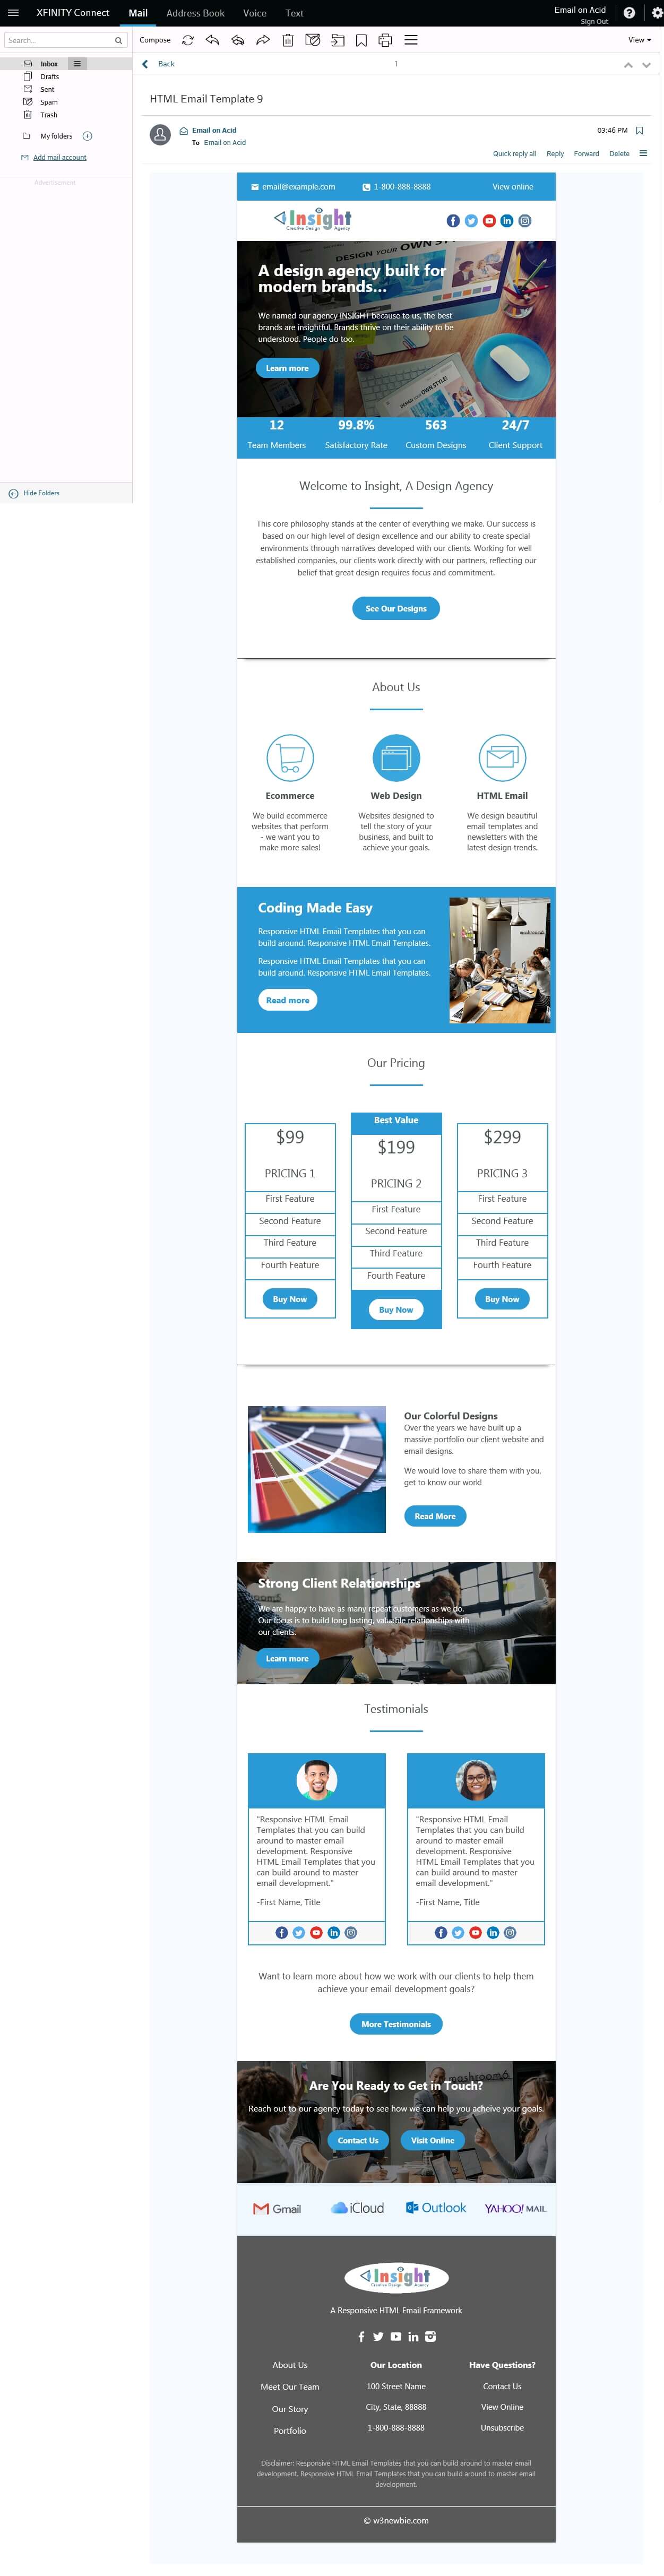 XFINITY Connect
Mail
Address Book
Voice
Text
Email on Acid
Sign Out
Search...
Compose
View
Inbox
Drafts
Sent
Spam
Trash
My folders
Add mail account
Advertisement
Hide Folders
Back
1
HTML Email Template 9
Email on Acid
03:46 PM
To Email on Acid
Quick reply all Reply Forward Delete
email@example.com
1-800-888-8888
View online
Insight
Creative Design Agency
A design agency built for
modern brands...
We named our agency INSIGHT because to us, the best
brands are insightful. Brands thrive on their ability to be
understood. People do too.
Learn more
12 99.8% 563 24/7
Team Members Satisfactory Rate Custom Designs Client Support
Welcome to Insight, A Design Agency
This core philosophy stands at the center of everything we make. Our success is
based on our high level of design excellence and our ability to create special
environments through narratives developed with our clients. Working for well
established companies, our clients work directly with our partners, reflecting our
belief that great design requires focus and commitment.
See Our Designs
About Us
Ecommerce
We build ecommerce
websites that perform
- we want you to
make more sales!
Web Design
Websites designed to
tell the story of your
business, and built to
achieve your goals.
HTML Email
We design beautiful
email templates and
newsletters with the
latest design trends.
Coding Made Easy
Responsive HTML Email Templates that you can
build around. Responsive HTML Email Templates.
Responsive HTML Email Templates that you can
build around. Responsive HTML Email Templates.
Read more
Our Pricing
$99
PRICING 1
First Feature
Second Feature
Third Feature
Fourth Feature
Buy Now
Best Value
$199
PRICING 2
First Feature
Second Feature
Third Feature
Fourth Feature
Buy Now
$299
PRICING 3
First Feature
Second Feature
Third Feature
Fourth Feature
Buy Now
Our Colorful Designs
Over the years we have built up a
massive portfolio our client website and
email designs.
We would love to share them with you,
get to know our work!
Read More
Strong Client Relationships
We are happy to have as many repeat customers as we do.
Our focus is to build long lasting, valuable relationships with
our clients.
Learn more
Testimonials
"Responsive HTML Email
Templates that you can build
around to master email
development. Responsive
HTML Email Templates that you
can build around to master
email development."
-First Name, Title
"Responsive HTML Email
Templates that you can build
around to master email
development. Responsive
HTML Email Templates that you
can build around to master
email development."
-First Name, Title
Want to learn more about how we work with our clients to help them
achieve your email development goals?
More Testimonials
Are You Ready to Get in Touch?
Reach out to our agency today to see how we can help you acheive your goals.
Contact Us
Visit Online
Gmail
iCloud
Outlook
YAHOO! MAIL
Insight
Creative Design Agency
A Responsive HTML Email Framework
About Us
Meet Our Team
Our Story
Portfolio
Our Location
100 Street Name
City, State, 88888
1-800-888-8888
Have Questions?
Contact Us
View Online
Unsubscribe
Disclaimer: Responsive HTML Email Templates that you can build around to master email
development. Responsive HTML Email Templates that you can build around to master email
development.
© w3newbie.com